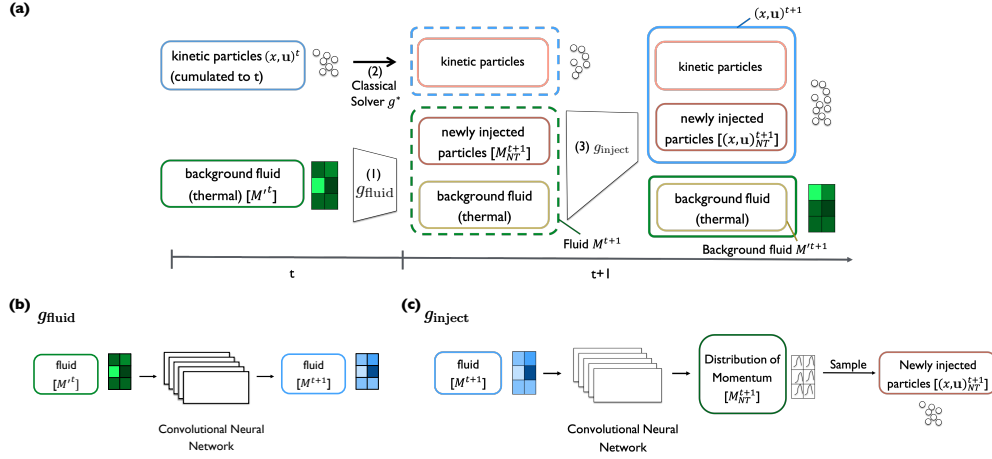 (a)
kinetic particles (x, u)^t
(cumulated to t)
(2)
Classical
Solver g*
kinetic particles
(x, u)^{t+1}
kinetic particles
newly injected
particles [M_{NT}^{t+1}]
(3) g_inject
newly injected
particles [(x, u)_{NT}^{t+1}]
background fluid
(thermal) [M'^t]
(1)
g_fluid
background fluid
(thermal)
Fluid M^{t+1}
background fluid
(thermal)
Background fluid M'^{t+1}
t
t+1
(b)
g_fluid
fluid
[M'^t]
fluid
[M^{t+1}]
Convolutional Neural
Network
(c)
g_inject
fluid
[M^{t+1}]
Convolutional Neural
Network
Distribution of
Momentum
[M_{NT}^{t+1}]
Sample
Newly injected
particles [(x, u)_{NT}^{t+1}]